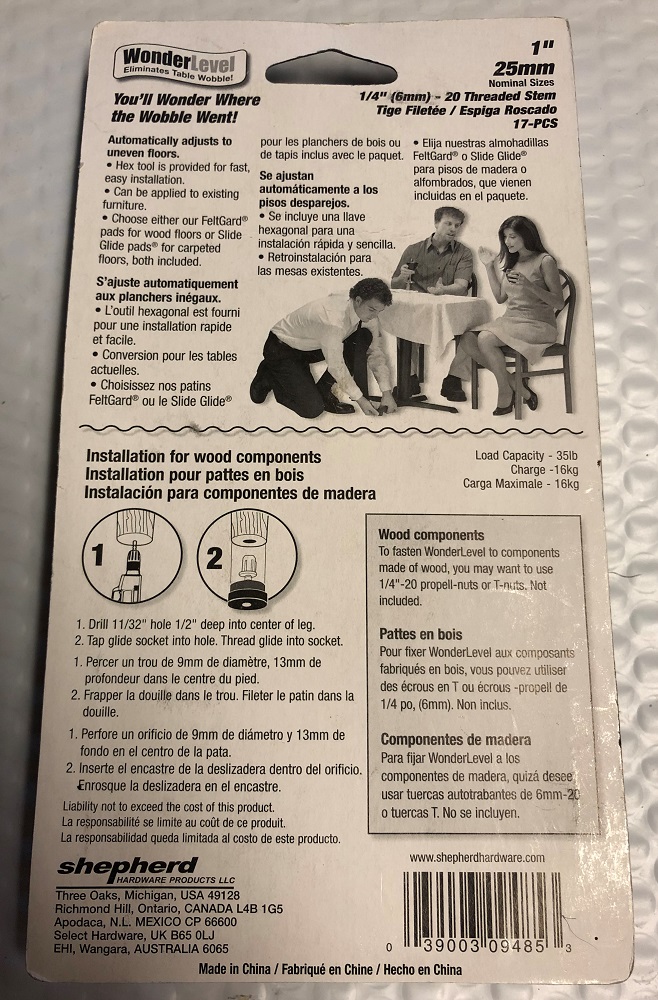 WonderLevel
Eliminates Table Wobble!
1"
25mm
Nominal Sizes
1/4" (6mm) - 20 Threaded Stem
Tige Filetée / Espiga Roscado
17-PCS
You'll Wonder Where
the Wobble Went!
Automatically adjusts to
uneven floors.
• Hex tool is provided for fast,
easy installation.
• Can be applied to existing
furniture.
• Choose either our FeltGard®
pads for wood floors or Slide
Glide pads® for carpeted
floors, both included.
S'ajuste automatiquement
aux planchers inégaux.
• L'outil hexagonal est fourni
pour une installation rapide
et facile.
• Conversion pour les tables
actuelles.
• Choisissez nos patins
FeltGard® ou le Slide Glide®
pour les planchers de bois ou
de tapis inclus avec le paquet.
Se ajustan
automáticamente a los
pisos desparejos.
• Se incluye una llave
hexagonal para una
instalación rápida y sencilla.
• Retroinstalación para
las mesas existentes.
• Elija nuestras almohadillas
FeltGard® o Slide Glide®
para pisos de madera o
alfombrados, que vienen
incluidas en el paquete.
Installation for wood components
Installation pour pattes en bois
Instalación para componentes de madera
Load Capacity - 35lb
Charge -16kg
Carga Maximale - 16kg
1
2
1. Drill 11/32" hole 1/2" deep into center of leg.
2. Tap glide socket into hole. Thread glide into socket.
1. Percer un trou de 9mm de diamètre, 13mm de
profondeur dans le centre du pied.
2. Frapper la douille dans le trou. Fileter le patin dans la
douille.
1. Perfore un orificio de 9mm de diámetro y 13mm de
fondo en el centro de la pata.
2. Inserte el encastre de la deslizadera dentro del orificio.
Enrosque la deslizadera en el encastre.
Wood components
To fasten WonderLevel to components
made of wood, you may want to use
1/4"-20 propell-nuts or T-nuts. Not
included.
Pattes en bois
Pour fixer WonderLevel aux composants
fabriqués en bois, vous pouvez utiliser
des écrous en T ou écrous -propell de
1/4 po, (6mm). Non inclus.
Componentes de madera
Para fijar WonderLevel a los
componentes de madera, quizá desee
usar tuercas autotrabantes de 6mm-20
o tuercas T. No se incluyen.
Liability not to exceed the cost of this product.
La responsabilité se limite au coût de ce produit.
La responsabilidad queda limitada al costo de este producto.
shepherd
HARDWARE PRODUCTS LLC
Three Oaks, Michigan, USA 49128
Richmond Hill, Ontario, CANADA L4B 1G5
Apodaca, N.L. MEXICO CP 66600
Select Hardware, UK B65 0LJ
EHI, Wangara, AUSTRALIA 6065
www.shepherdhardware.com
0 39003 09485 3
Made in China / Fabriqué en Chine / Hecho en China